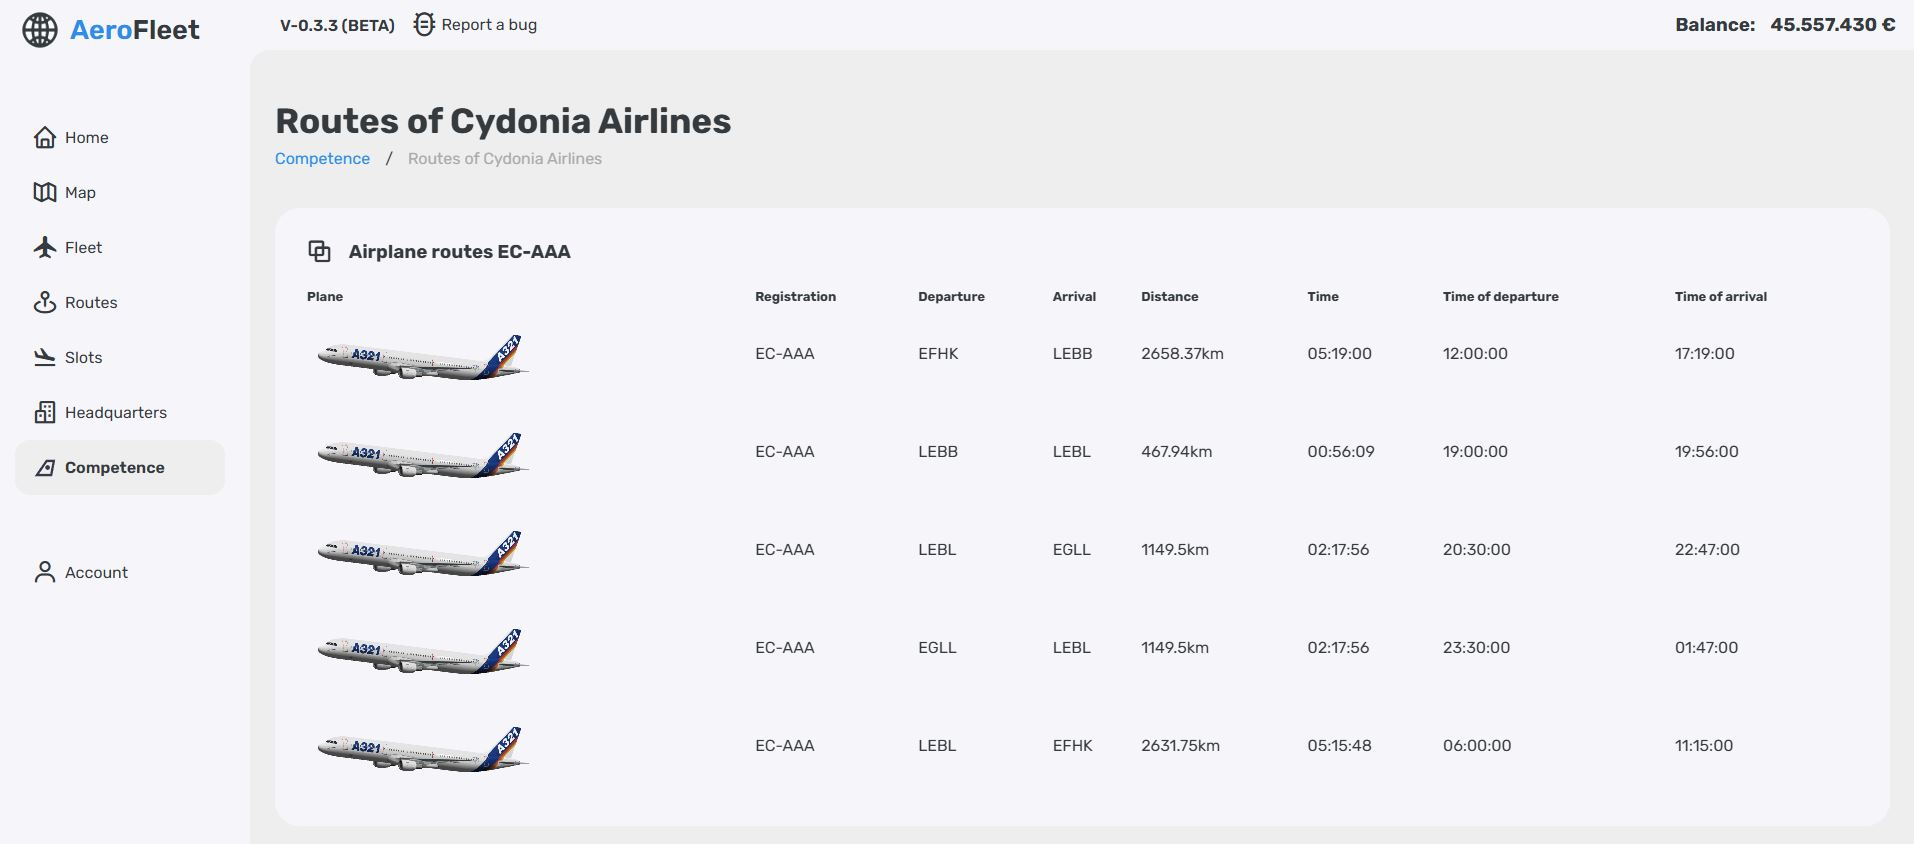 AeroFleet
V-0.3.3 (BETA) Report a bug
Balance: 45.557.430 €
Home
Map
Fleet
Routes
Slots
Headquarters
Competence
Account
Routes of Cydonia Airlines
Competence / Routes of Cydonia Airlines
Airplane routes EC-AAA
Plane Registration Departure Arrival Distance Time Time of departure Time of arrival
A321 A321 EC-AAA EFHK LEBB 2658.37km 05:19:00 12:00:00 17:19:00
A321 A321 EC-AAA LEBB LEBL 467.94km 00:56:09 19:00:00 19:56:00
A321 A321 EC-AAA LEBL EGLL 1149.5km 02:17:56 20:30:00 22:47:00
A321 A321 EC-AAA EGLL LEBL 1149.5km 02:17:56 23:30:00 01:47:00
A321 A321 EC-AAA LEBL EFHK 2631.75km 05:15:48 06:00:00 11:15:00